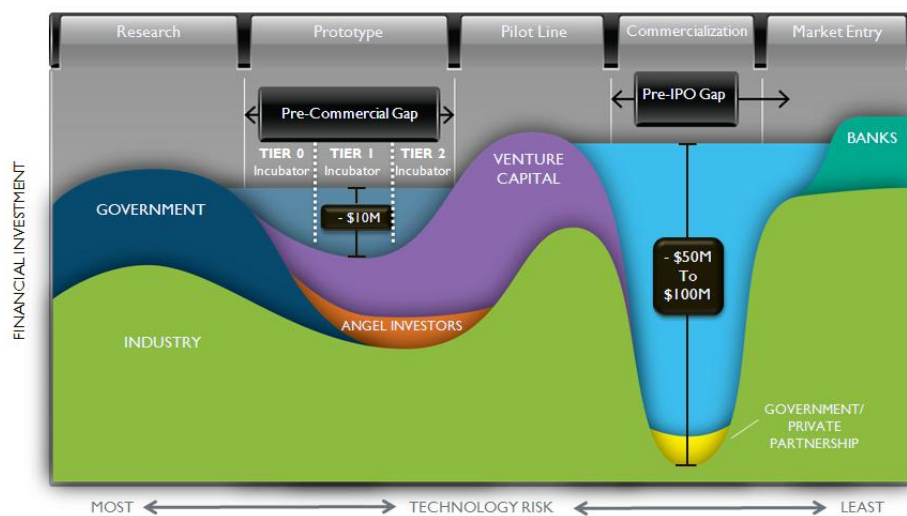 Research
Prototype
Pilot Line
Commercialization
Market Entry
Pre-Commercial Gap
Pre-IPO Gap
TIER 0
Incubator
TIER 1
Incubator
TIER 2
Incubator
- $10M
VENTURE
CAPITAL
BANKS
GOVERNMENT
- $50M
To
$100M
ANGEL INVESTORS
INDUSTRY
GOVERNMENT/
PRIVATE
PARTNERSHIP
FINANCIAL INVESTMENT
MOST
TECHNOLOGY RISK
LEAST